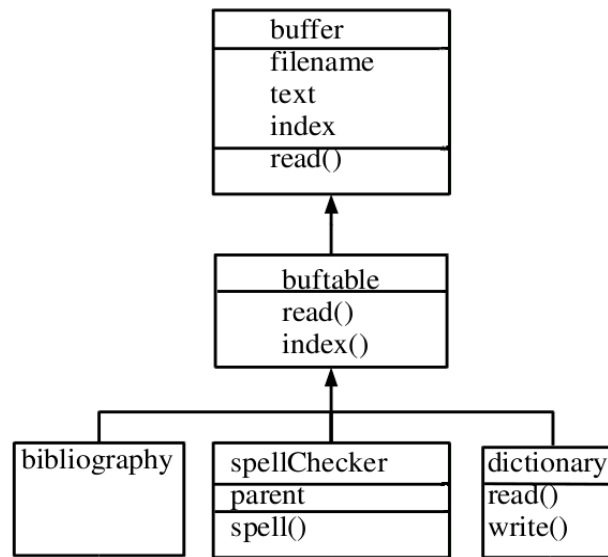 buffer
filename
text
index
read()
buftable
read()
index()
bibliography
spellChecker
parent
spell()
dictionary
read()
write()